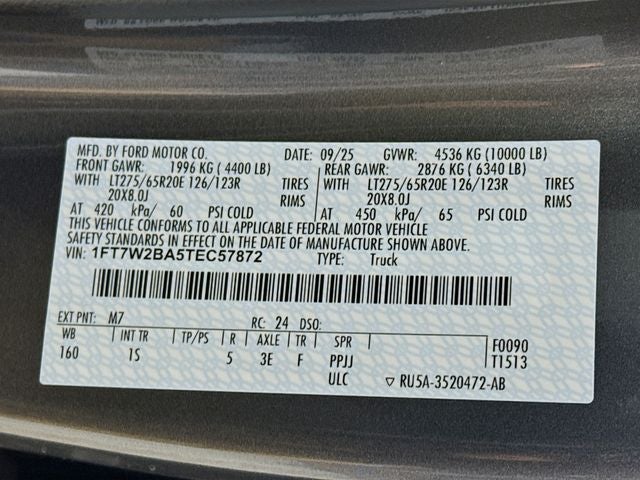 MFD. BY FORD MOTOR CO. DATE: 09/25 GVWR: 4536 KG (10000 LB)
FRONT GAWR: 1996 KG (4400 LB) REAR GAWR: 2876 KG (6340 LB)
WITH LT275/65R20E 126/123R TIRES WITH LT275/65R20E 126/123R TIRES
20X8.0J RIMS 20X8.0J RIMS
AT 420 kPa/ 60 PSI COLD AT 450 kPa/ 65 PSI COLD
THIS VEHICLE CONFORMS TO ALL APPLICABLE FEDERAL MOTOR VEHICLE
SAFETY STANDARDS IN EFFECT ON THE DATE OF MANUFACTURE SHOWN ABOVE.
VIN: 1FT7W2BA5TEC57872 TYPE: Truck
EXT PNT: M7 RC: 24 DSO:
WB INT TR TP/PS R AXLE TR SPR F0090
160 1S 5 3E F PPJJ T1513
ULC RU5A-3520472-AB